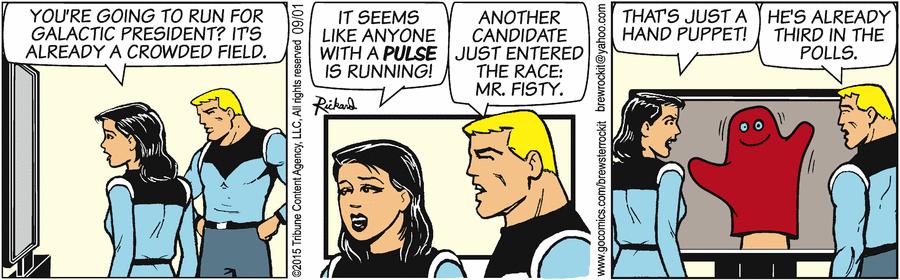 YOU'RE GOING TO RUN FOR
GALACTIC PRESIDENT? IT'S
ALREADY A CROWDED FIELD.
©2015 Tribune Content Agency, LLC, All rights reserved 09/01
IT SEEMS
LIKE ANYONE
WITH A PULSE
IS RUNNING!
Rickard
ANOTHER
CANDIDATE
JUST ENTERED
THE RACE:
MR. FISTY.
www.gocomics.com/brewsterrockit brewrockit@yahoo.com
THAT'S JUST A
HAND PUPPET!
HE'S ALREADY
THIRD IN THE
POLLS.